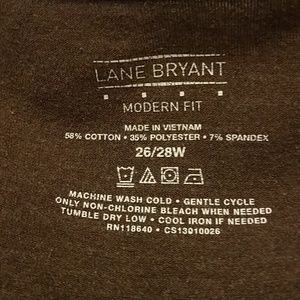 LANE BRYANT
MODERN FIT
MADE IN VIETNAM
58% COTTON • 35% POLYESTER • 7% SPANDEX
26/28W
MACHINE WASH COLD • GENTLE CYCLE
ONLY NON-CHLORINE BLEACH WHEN NEEDED
TUMBLE DRY LOW • COOL IRON IF NEEDED
RN118640 • CS13010026